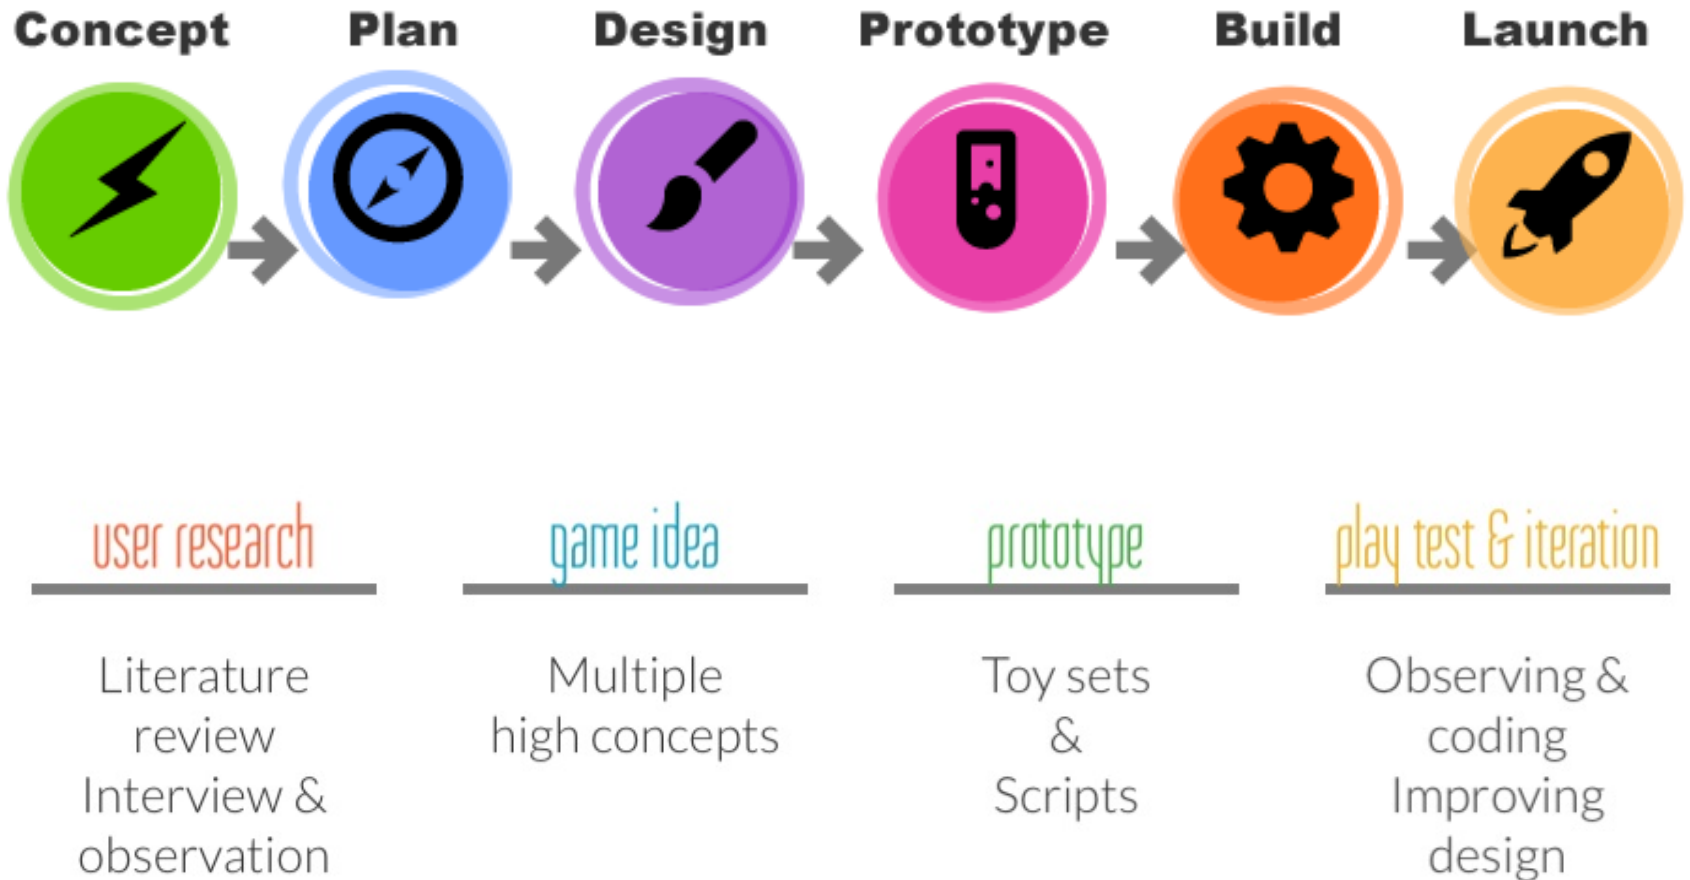 Concept Plan Design Prototype Build Launch
user research
Literature
review
Interview &
observation
game idea
Multiple
high concepts
prototype
Toy sets
&
Scripts
play test & iteration
Observing &
coding
Improving
design